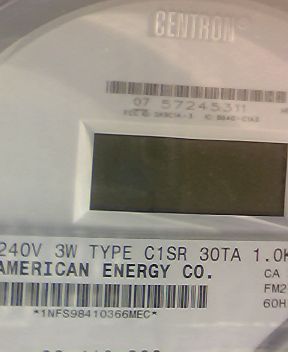 CENTRON®
07 57245311
240V 3W TYPE C1SR 30TA 1.0K
AMERICAN ENERGY CO.
CA
FM2
60H
*1NFS98410366MEC*